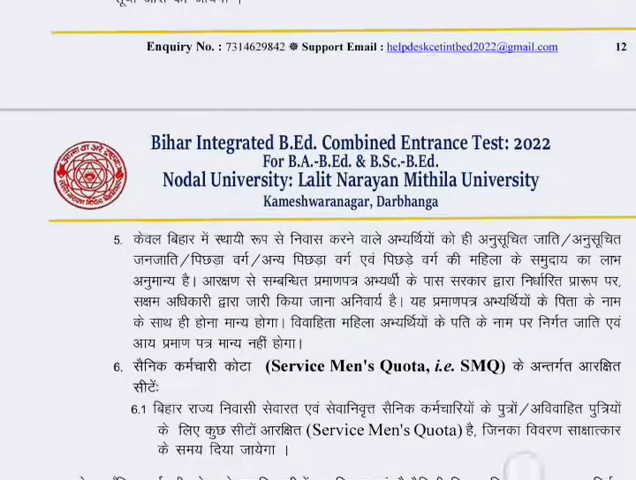 सूची जारी की जायेगी ।
Enquiry No. : 7314629842 ☸ Support Email : helpdeskcetintbed2022@gmail.com 12
Bihar Integrated B.Ed. Combined Entrance Test: 2022
For B.A.-B.Ed. & B.Sc.-B.Ed.
Nodal University: Lalit Narayan Mithila University
Kameshwaranagar, Darbhanga
5. केवल बिहार में स्थायी रूप से निवास करने वाले अभ्यर्थियों को ही अनुसूचित जाति/अनुसूचित
जनजाति/पिछड़ा वर्ग/अन्य पिछड़ा वर्ग एवं पिछड़े वर्ग की महिला के समुदाय का लाभ
अनुमान्य है। आरक्षण से सम्बन्धित प्रमाणपत्र अभ्यर्थी के पास सरकार द्वारा निर्धारित प्रारूप पर,
सक्षम अधिकारी द्वारा जारी किया जाना अनिवार्य है। यह प्रमाणपत्र अभ्यर्थियों के पिता के नाम
के साथ ही होना मान्य होगा। विवाहिता महिला अभ्यर्थियों के पति के नाम पर निर्गत जाति एवं
आय प्रमाण पत्र मान्य नहीं होगा।
6. सैनिक कर्मचारी कोटा (Service Men's Quota, i.e. SMQ) के अन्तर्गत आरक्षित
सीटें:
6.1 बिहार राज्य निवासी सेवारत एवं सेवानिवृत्त सैनिक कर्मचारियों के पुत्रों/अविवाहित पुत्रियों
के लिए कुछ सीटों आरक्षित (Service Men's Quota) है, जिनका विवरण साक्षात्कार
के समय दिया जायेगा ।